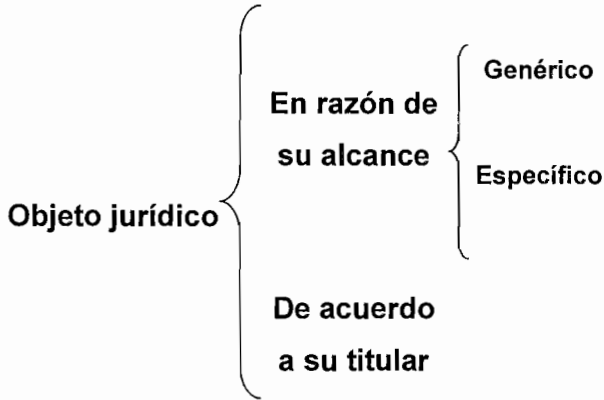 Objeto jurídico
En razón de
su alcance
Genérico
Específico
De acuerdo
a su titular